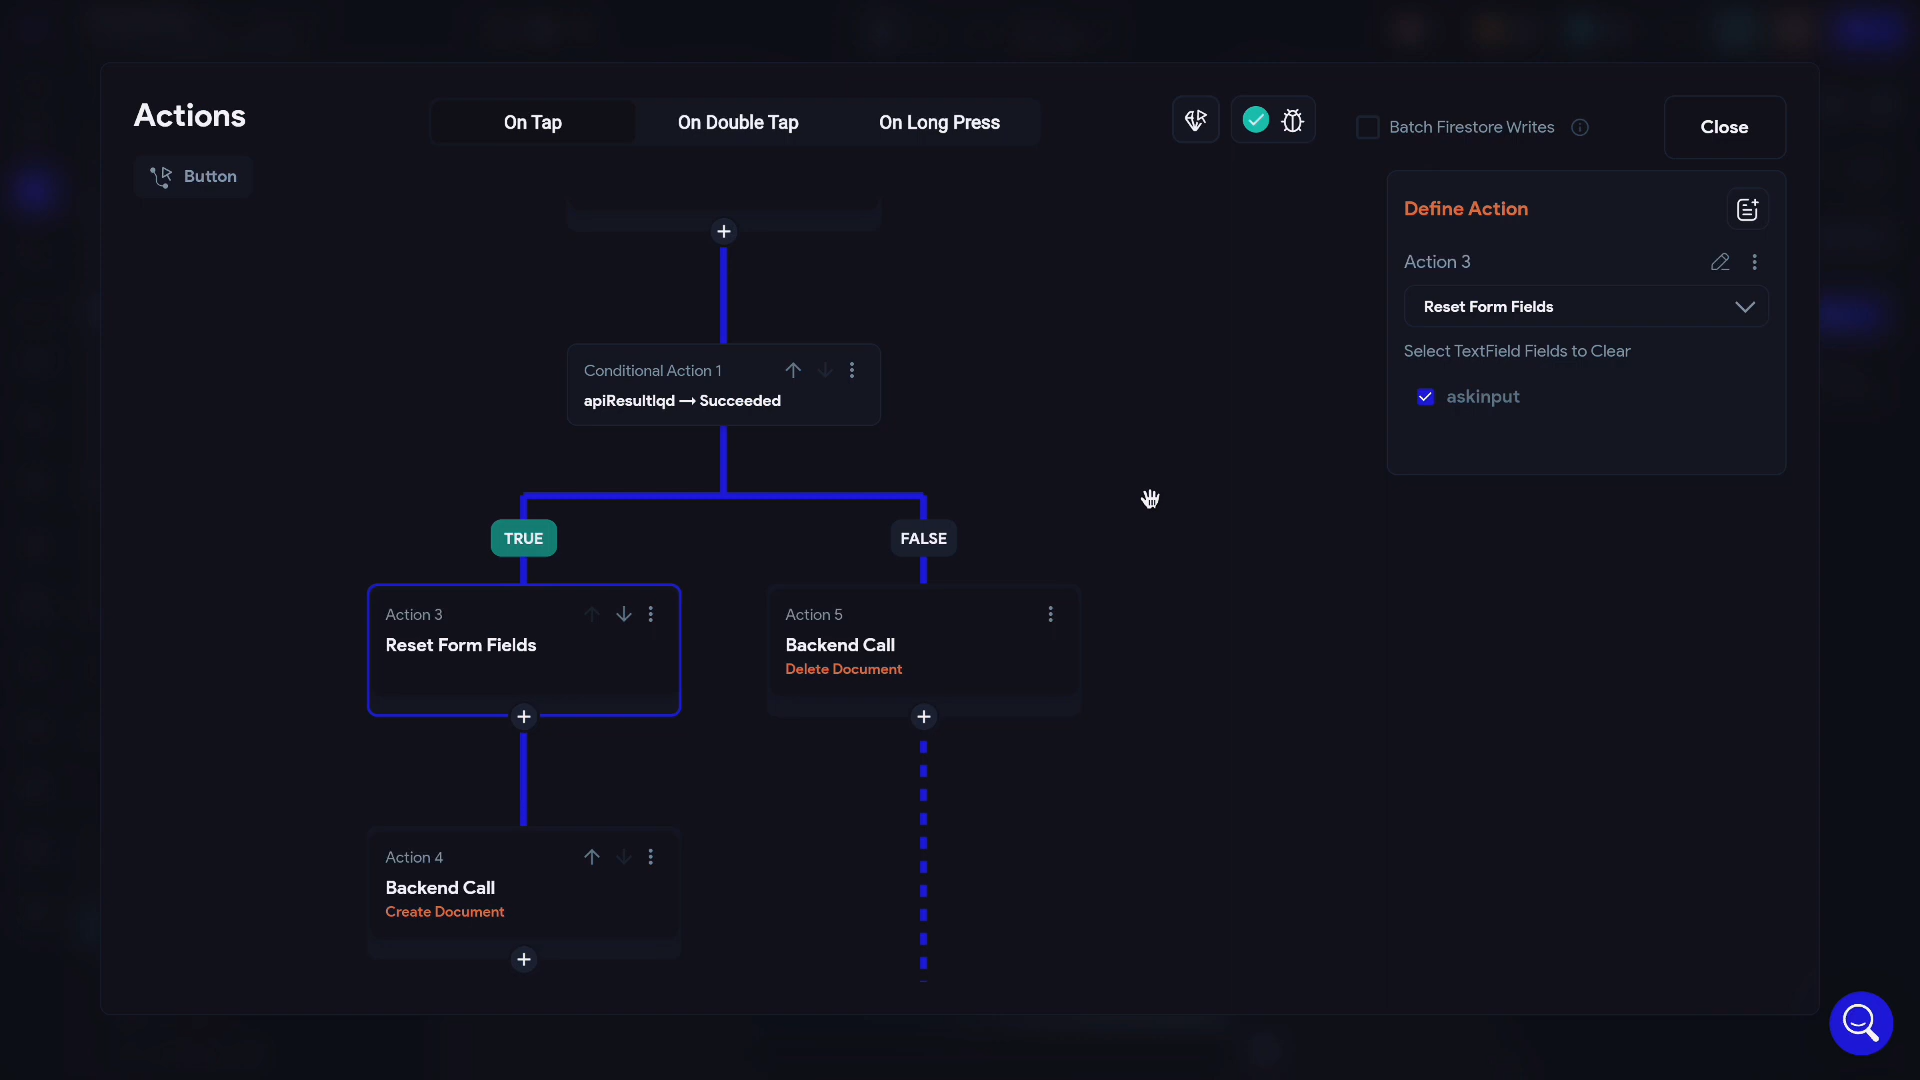 Actions
On Tap
On Double Tap
On Long Press
Batch Firestore Writes
Close
Button
Define Action
Action 3
Reset Form Fields
Select TextField Fields to Clear
askinput
Conditional Action 1
apiResultlqd → Succeeded
TRUE
FALSE
Action 3
Reset Form Fields
Action 5
Backend Call
Delete Document
Action 4
Backend Call
Create Document